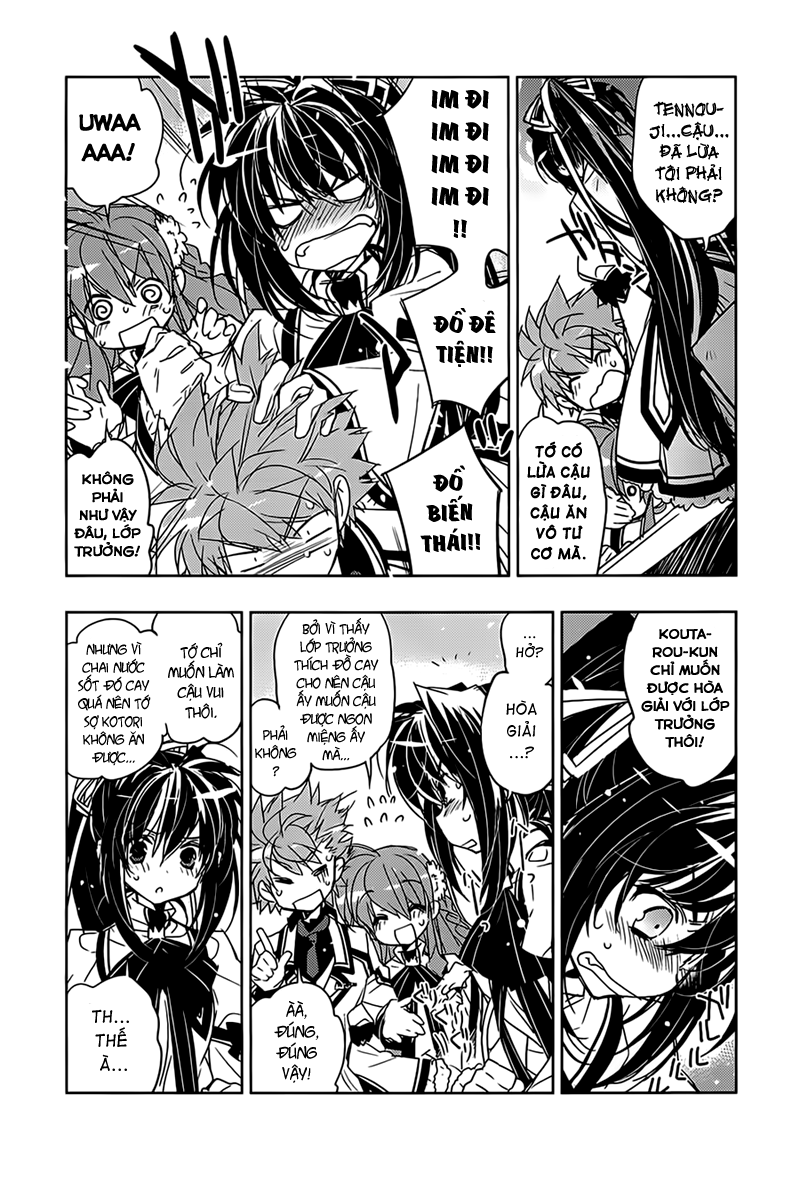 TENNOU-
JI...CẬU...
ĐÃ LỪA
TÔI PHẢI
KHÔNG?
TỚ CÓ
LỬA CẬU
GÌ ĐÂU,
CẬU ĂN
VÔ TƯ
CƠ MÀ.
IM ĐI
IM ĐI
IM ĐI
IM ĐI
!!
ĐỒ ĐÊ
TIỆN!!
ĐỒ
BIẾN
THÁI!!
UWAA
AAA!
KHÔNG
PHẢI
NHƯ VẬY
ĐÂU, LỚP
TRƯỞNG!
KOUTA-
ROU-KUN
CHỈ MUỐN
ĐƯỢC HÒA
GIẢI VỚI LỚP
TRƯỞNG
THÔI!
...
HỞ?
HÒA
GIẢI
...?
BỞI VÌ THẤY
LỚP TRƯỞNG
THÍCH ĐỒ CAY
CHO NÊN CẬU
ẤY MUỐN CẬU
ĐƯỢC NGON
MIỆNG ẤY
MÀ...
PHẢI
KHÔNG
?
ÀÀ,
ĐÚNG,
ĐÚNG
VẬY!
TỚ CHỈ
MUỐN LÀM
CẬU VUI
THÔI.
NHƯNG VÌ
CHAI NƯỚC
SỐT ĐÓ CAY
QUÁ NÊN TỚ
SỢ KOTORI
KHÔNG ĂN
ĐƯỢC...
TH...
THẾ
À...